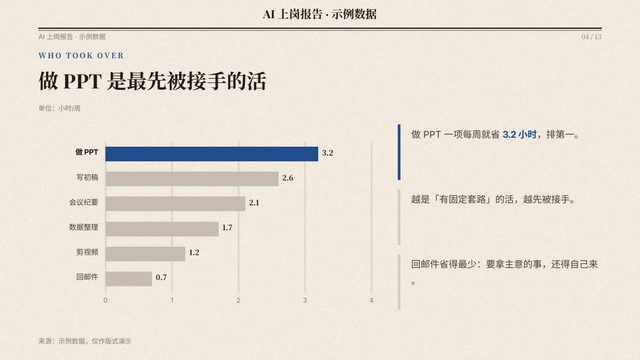 AI 上岗报告 · 示例数据
AI 上岗报告 · 示例数据
04 / 13
WHO TOOK OVER
做 PPT 是最先被接手的活
单位：小时/周
做 PPT 3.2
写初稿 2.6
会议纪要 2.1
数据整理 1.7
剪视频 1.2
回邮件 0.7
0 1 2 3 4
做 PPT 一项每周就省 3.2 小时，排第一。
越是「有固定套路」的活，越先被接手。
回邮件省得最少：要拿主意的事，还得自己来
。
来源：示例数据，仅作版式演示